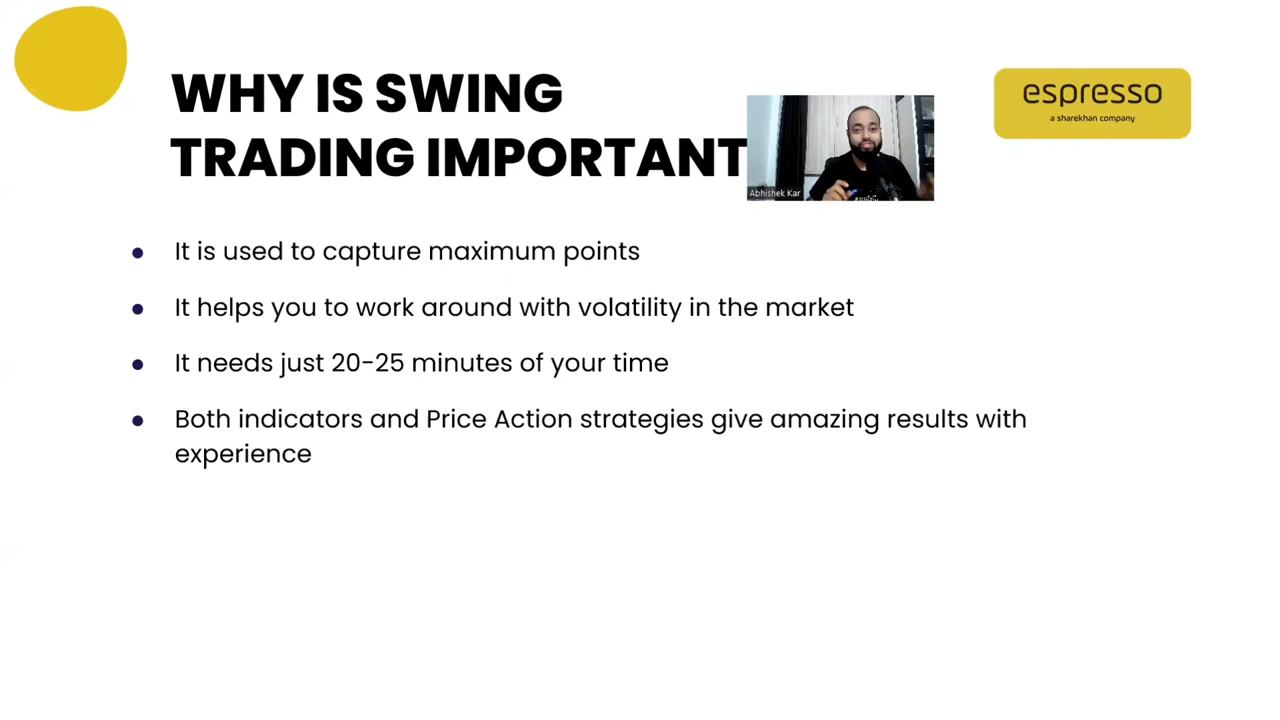 WHY IS SWING
TRADING IMPORTANT
espresso
a sharekhan company
Abhishek Kar
• It is used to capture maximum points
• It helps you to work around with volatility in the market
• It needs just 20-25 minutes of your time
• Both indicators and Price Action strategies give amazing results with
experience